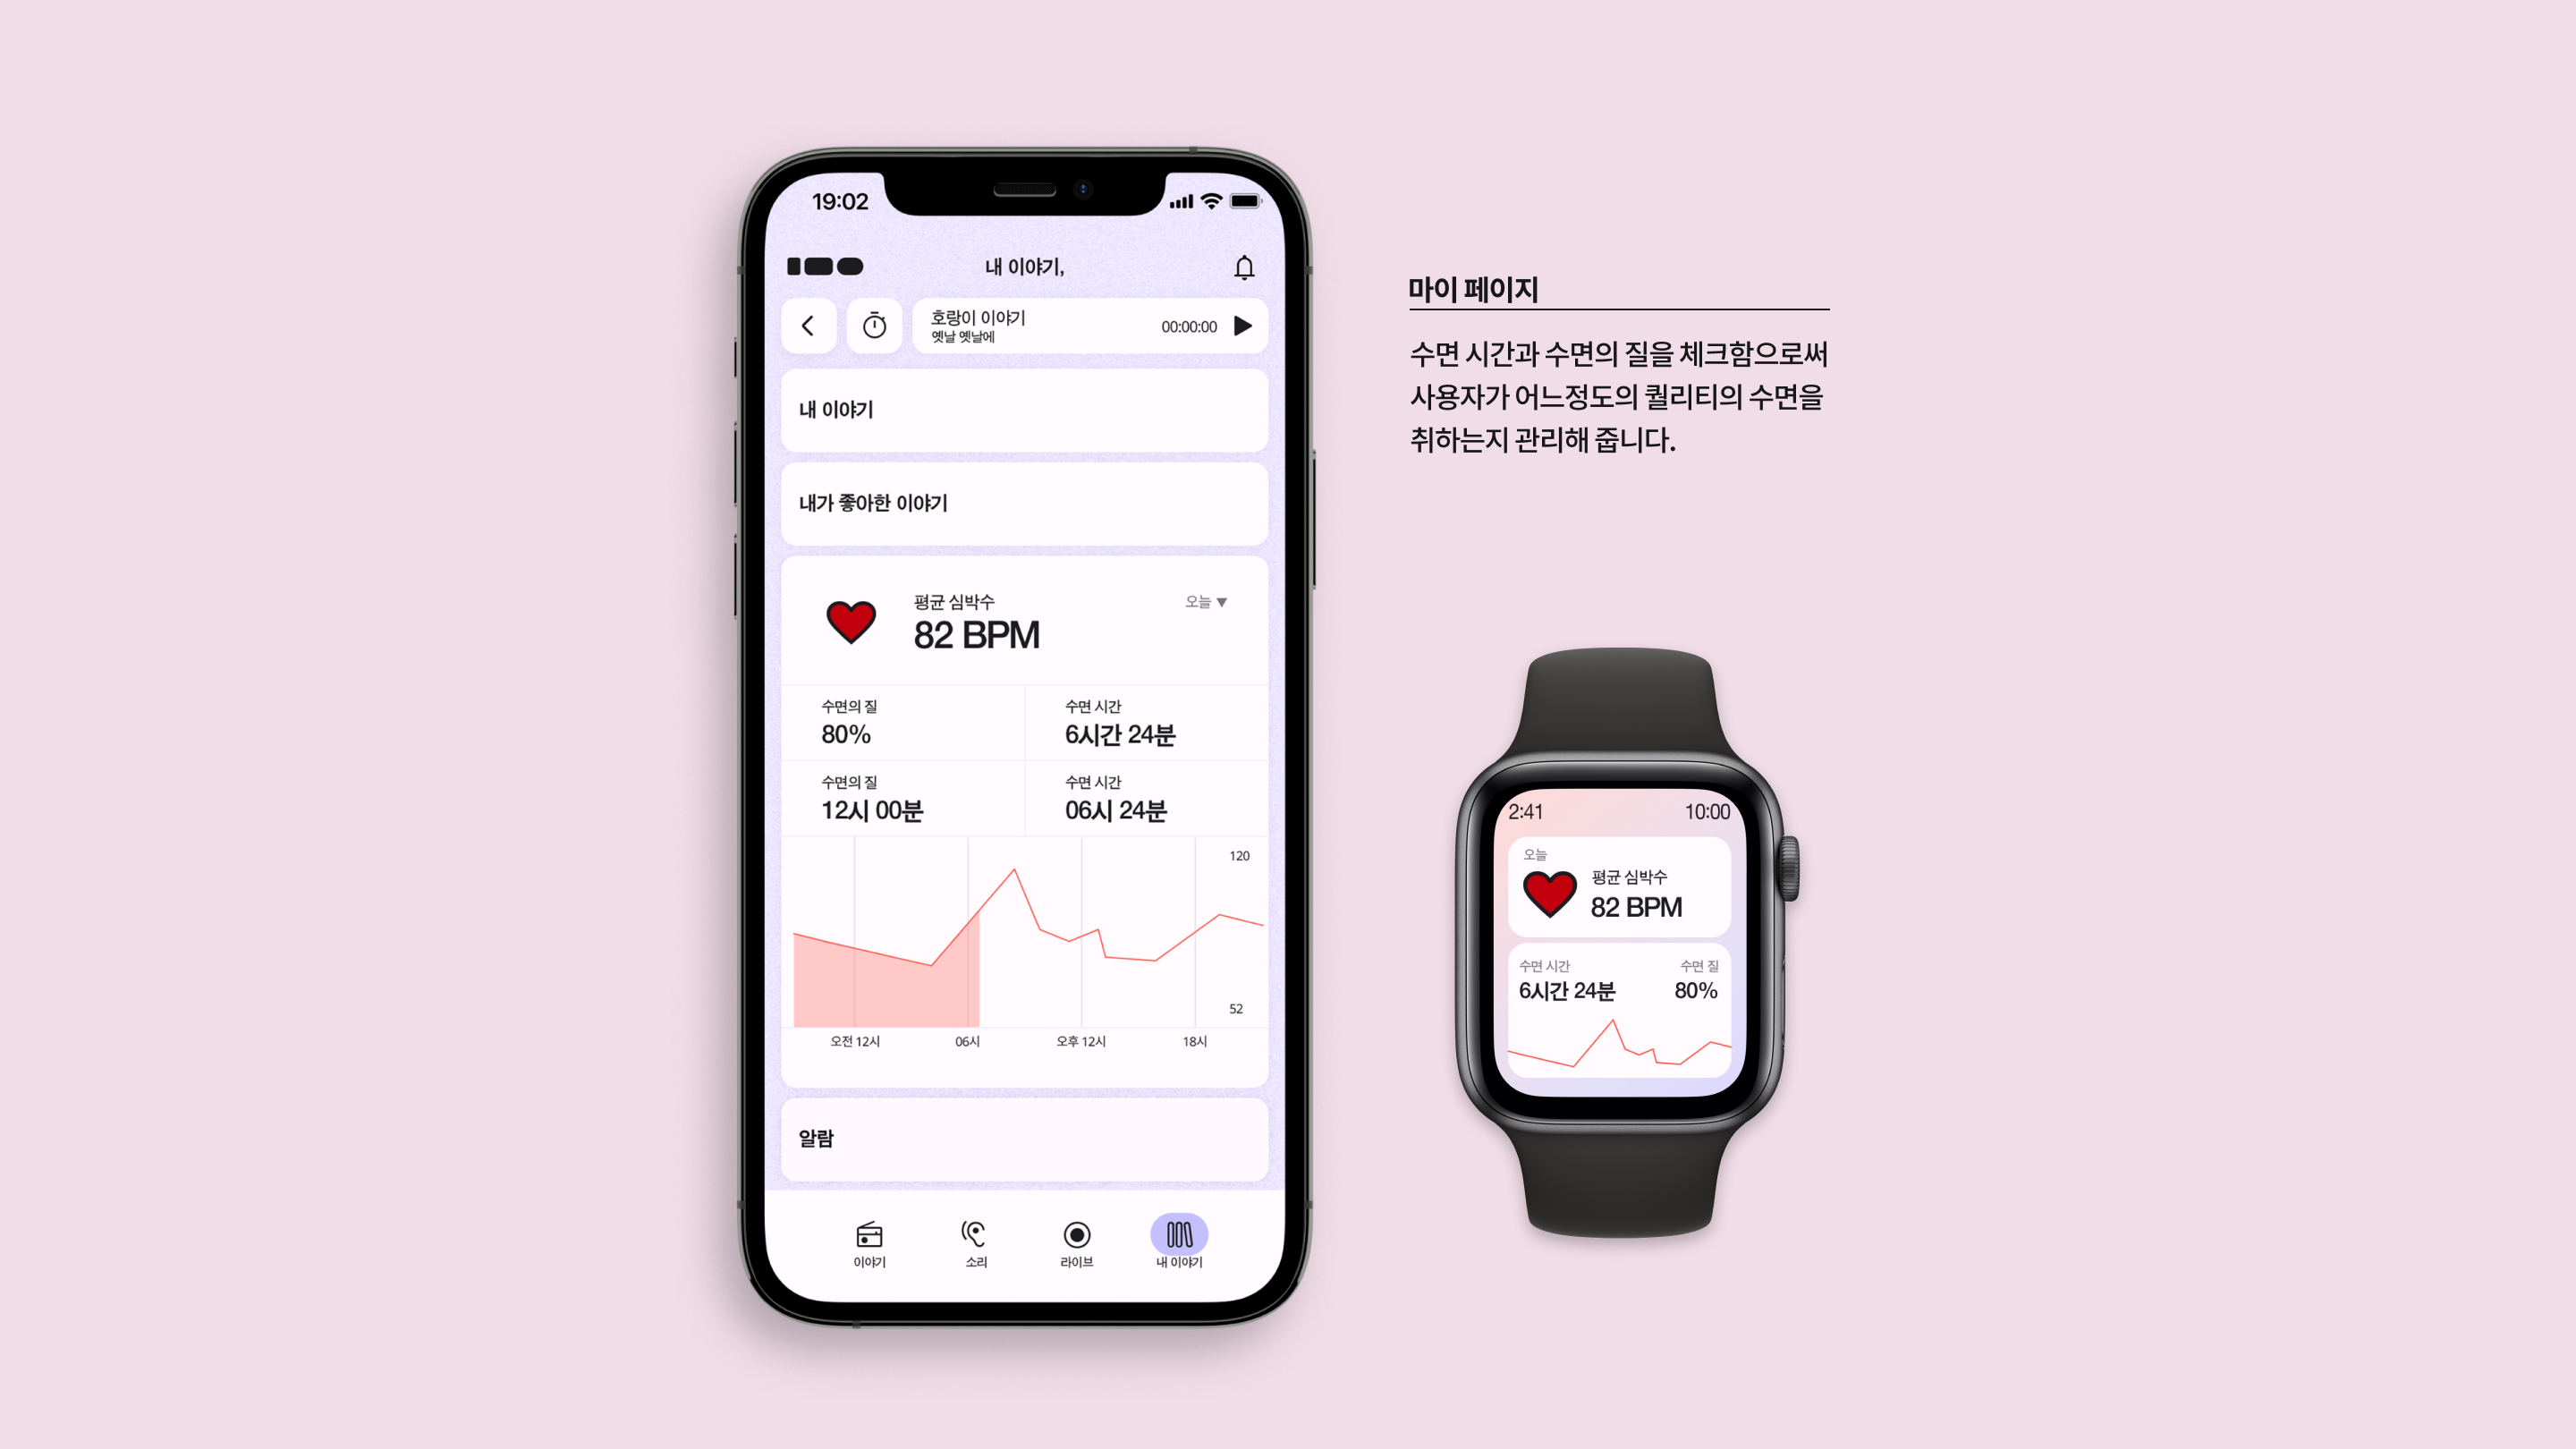 19:02
내 이야기,
호랑이 이야기
옛날 옛날에
00:00:00
내 이야기
내가 좋아한 이야기
평균 심박수
오늘 ▼
82 BPM
수면의 질
수면 시간
80%
6시간 24분
수면의 질
수면 시간
12시 00분
06시 24분
120
52
오전 12시
06시
오후 12시
18시
알람
이야기
소리
라이브
내 이야기
마이 페이지
수면 시간과 수면의 질을 체크함으로써
사용자가 어느정도의 퀄리티의 수면을
취하는지 관리해 줍니다.
2:41
10:00
오늘
평균 심박수
82 BPM
수면 시간
수면 질
6시간 24분
80%